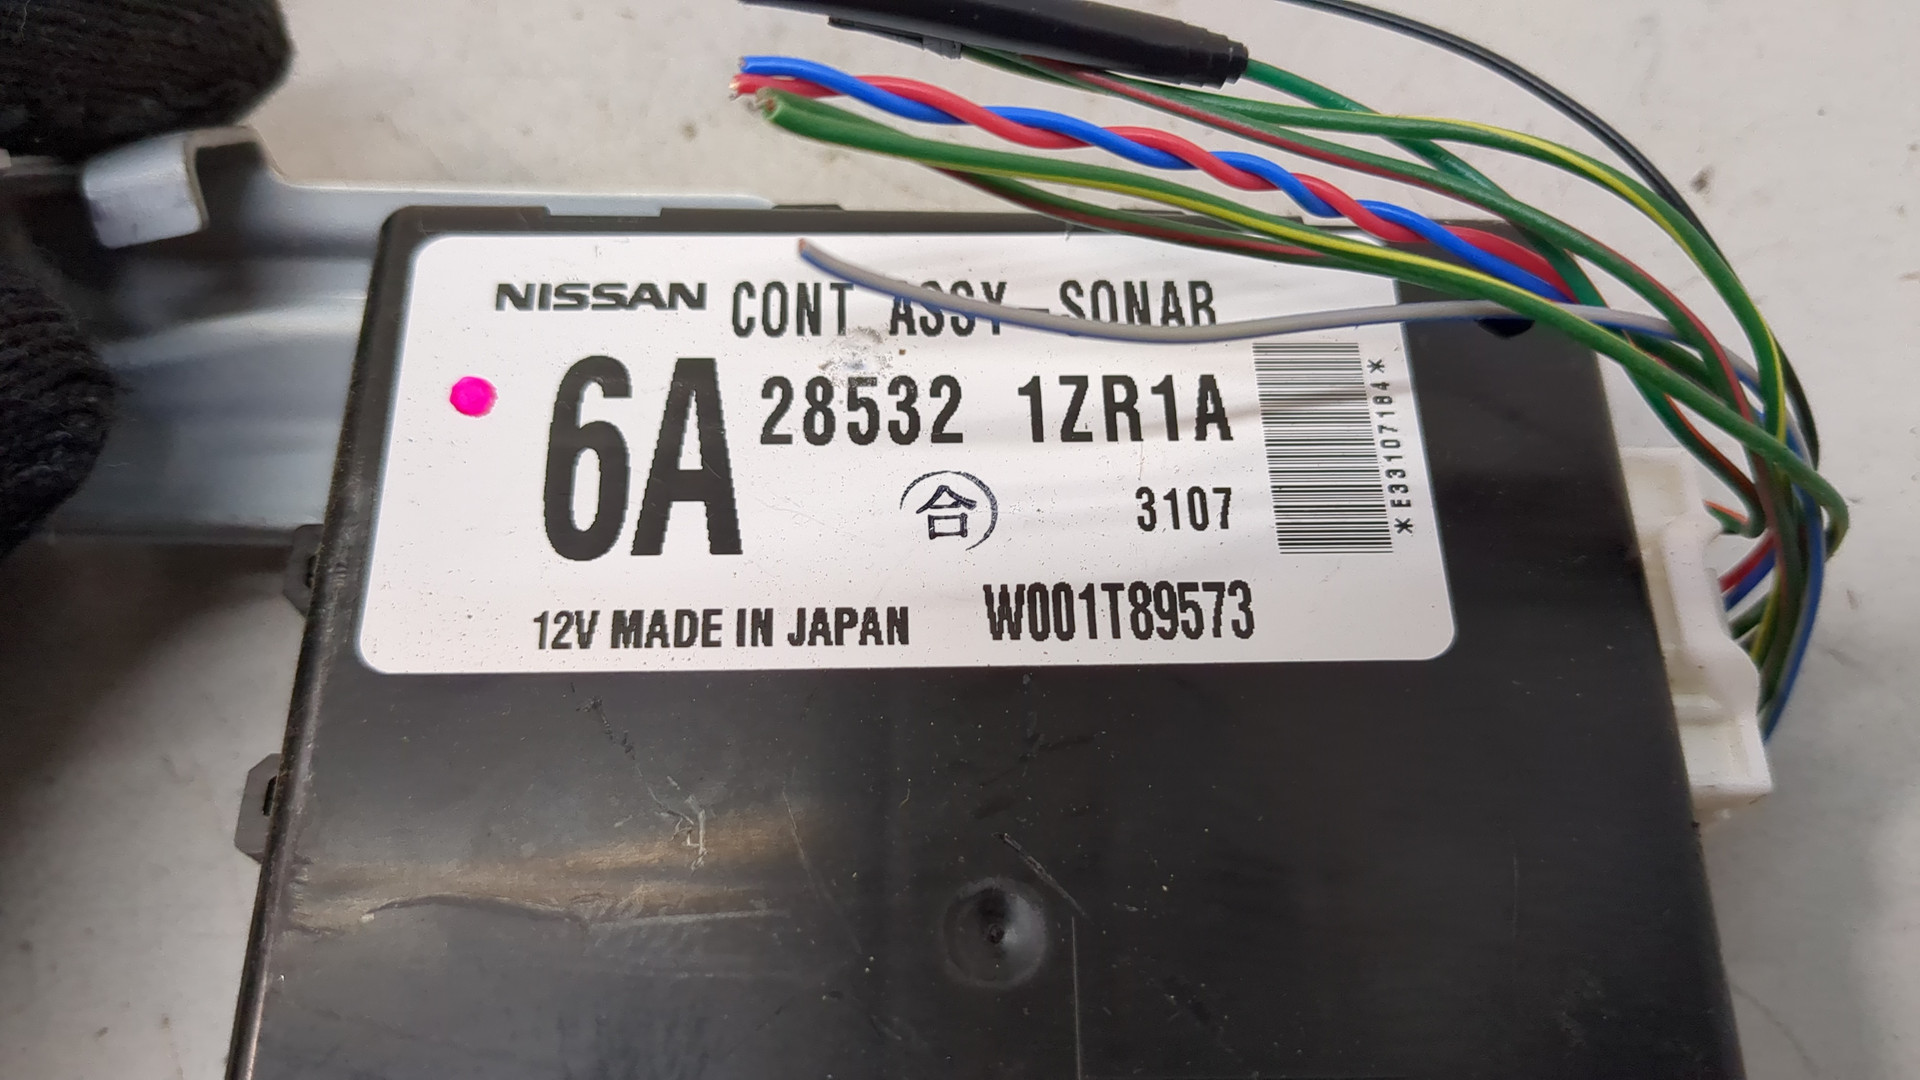 NISSAN CONT ASSY-SONAR
6A 28532 1ZR1A
合 3107
12V MADE IN JAPAN W001T89573
*E33107184*